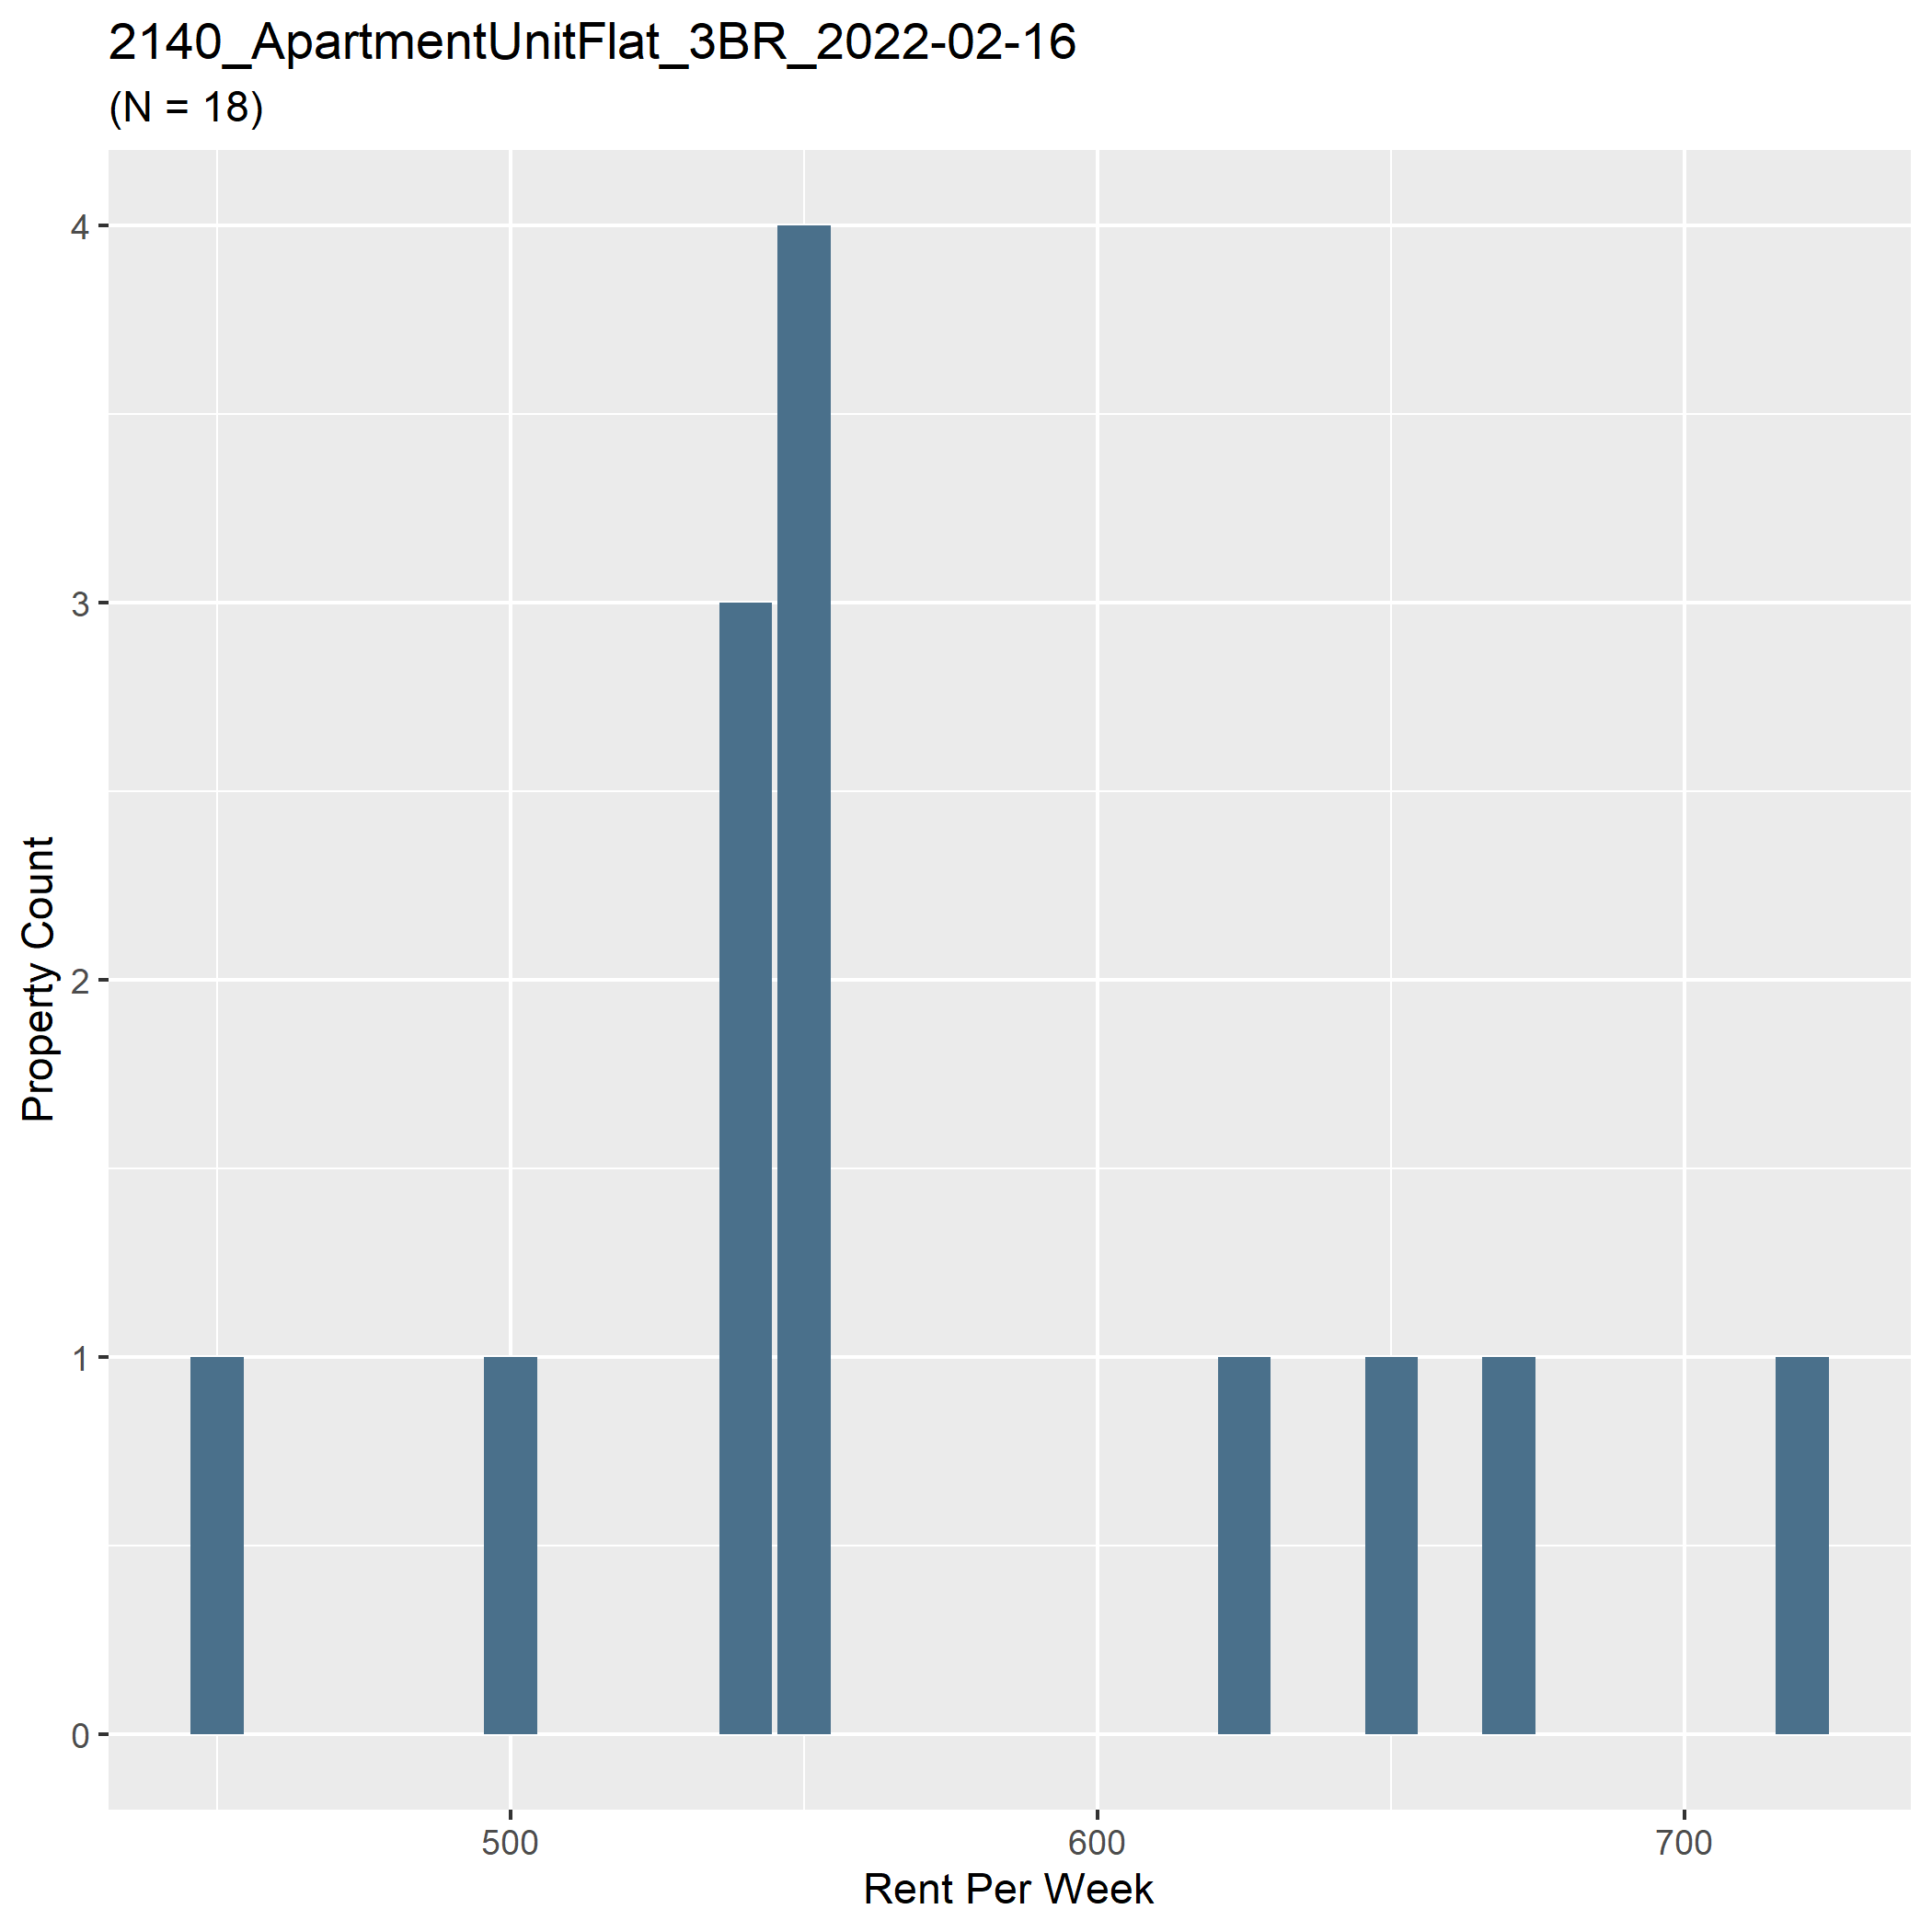 2140_ApartmentUnitFlat_3BR_2022-02-16
(N = 18)
Property Count
4
3
2
1
0
500 600 700
Rent Per Week